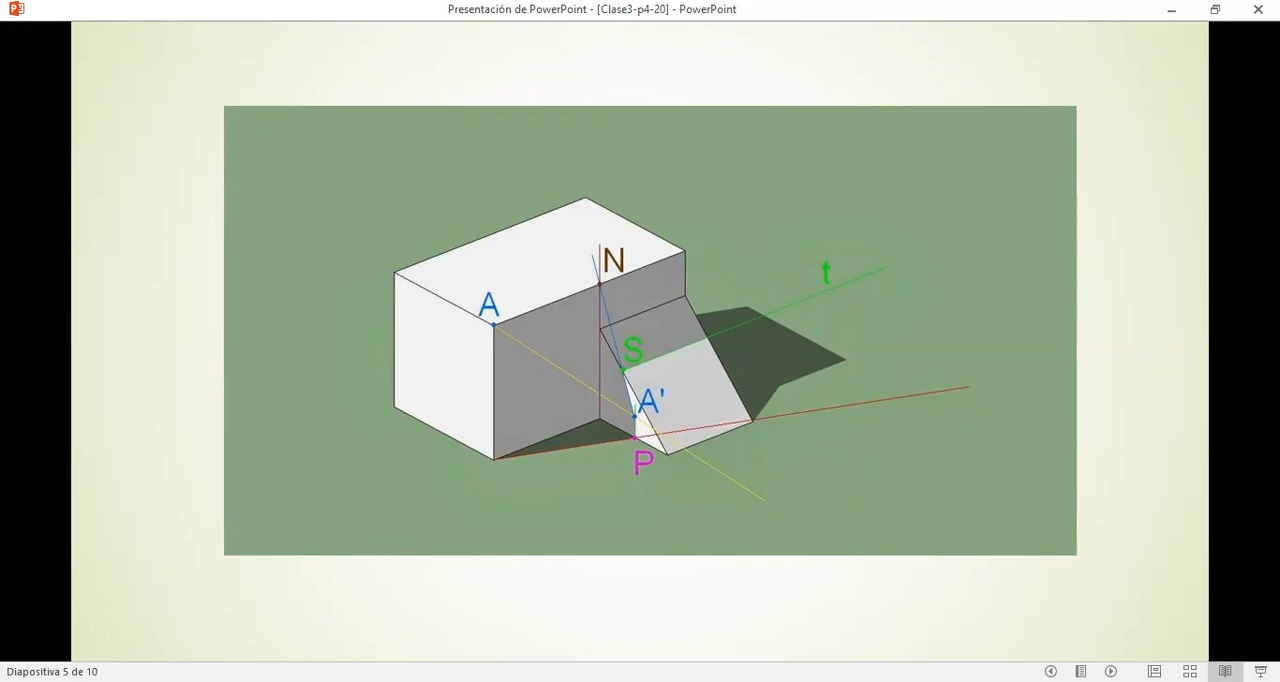 Presentación de PowerPoint - [Clase3-p4-20] - PowerPoint
N
t
A
S
A'
P
Diapositiva 5 de 10